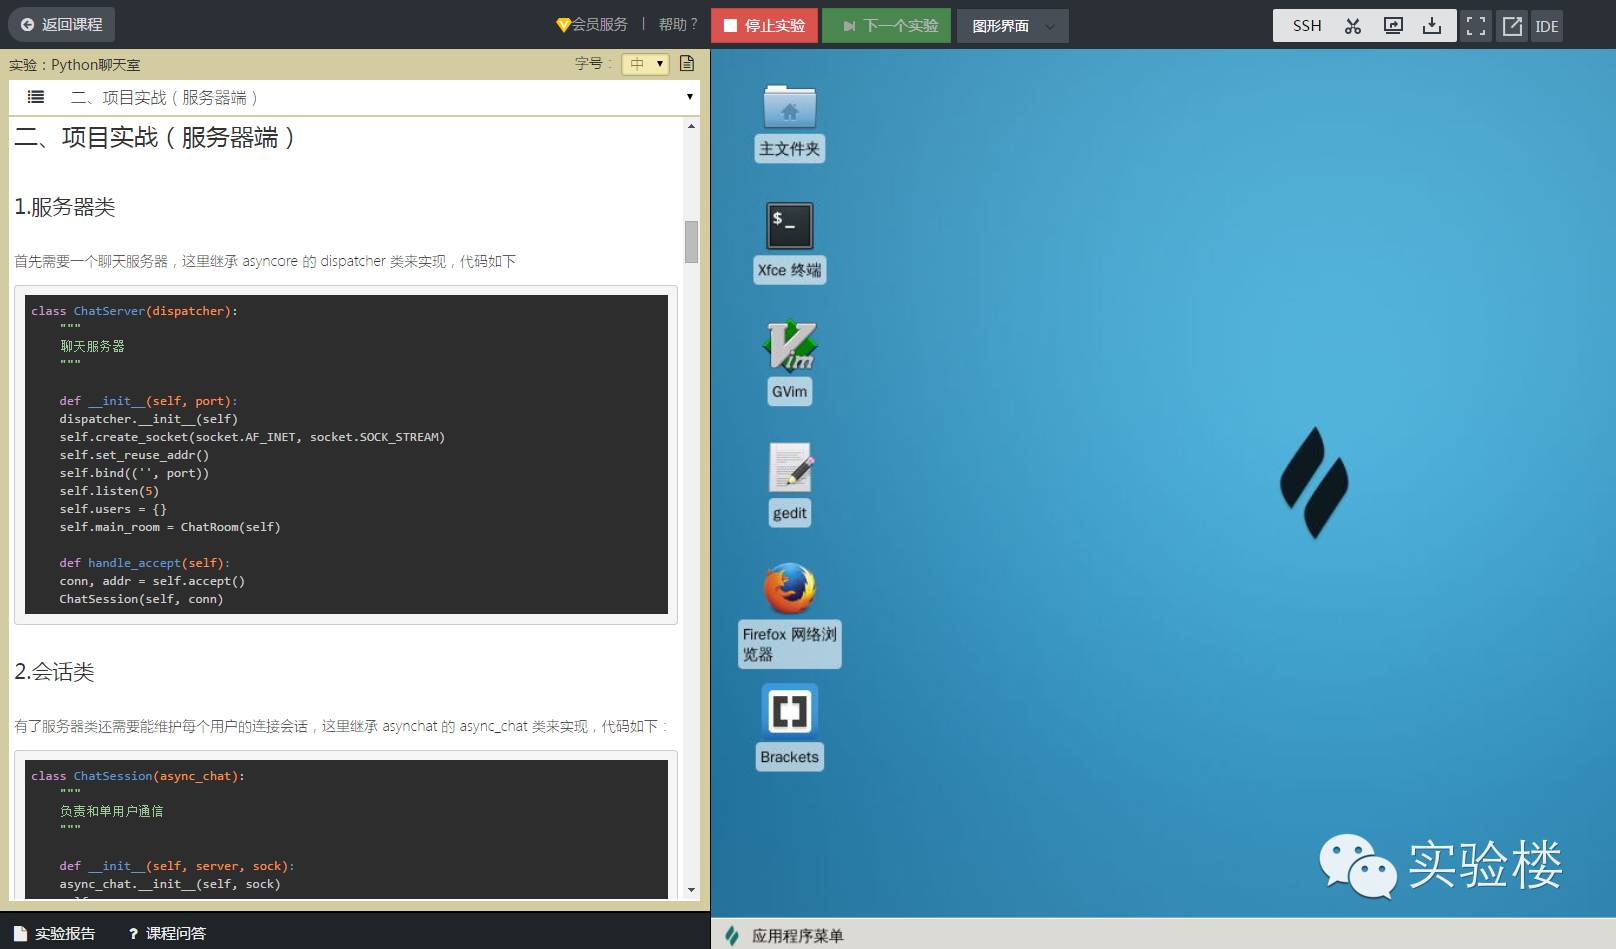 返回课程
会员服务 | 帮助？
停止实验
下一个实验
图形界面
SSH
IDE
实验：Python聊天室
字号：
中
二、项目实战（服务器端）
二、项目实战（服务器端）
1.服务器类
首先需要一个聊天服务器，这里继承 asyncore 的 dispatcher 类来实现，代码如下
class ChatServer(dispatcher):
"""
聊天服务器
"""
def __init__(self, port):
dispatcher.__init__(self)
self.create_socket(socket.AF_INET, socket.SOCK_STREAM)
self.set_reuse_addr()
self.bind(('', port))
self.listen(5)
self.users = {}
self.main_room = ChatRoom(self)
def handle_accept(self):
conn, addr = self.accept()
ChatSession(self, conn)
2.会话类
有了服务器类还需要能维护每个用户的连接会话，这里继承 asynchat 的 async_chat 类来实现，代码如下：
class ChatSession(async_chat):
"""
负责和单用户通信
"""
def __init__(self, server, sock):
async_chat.__init__(self, sock)
实验报告
? 课程问答
主文件夹
$_
Xfce 终端
Vim
GVim
gedit
Firefox 网络浏
览器
Brackets
实验楼
应用程序菜单